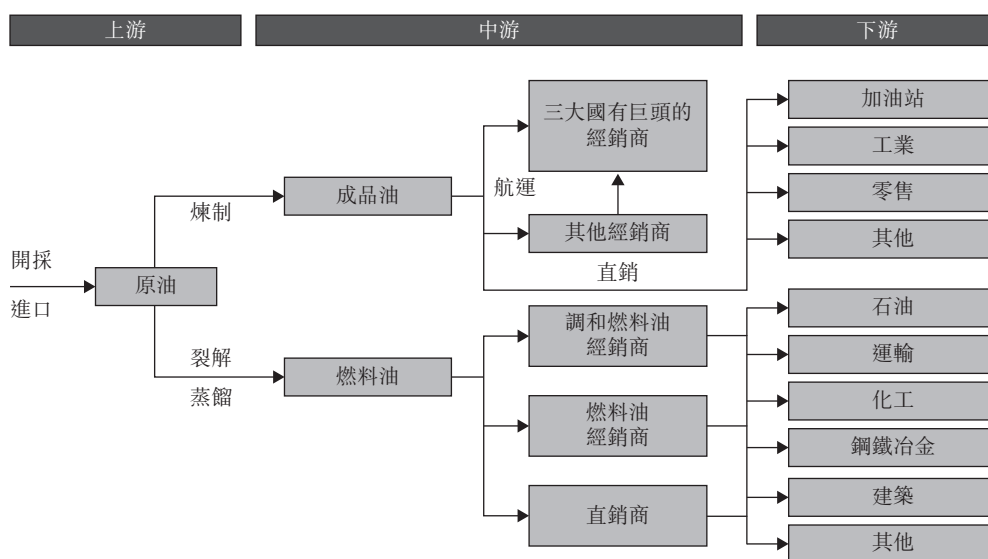 上游
中游
下游
開採
進口
原油
煉制
裂解
蒸餾
成品油
燃料油
航運
三大國有巨頭的
經銷商
其他經銷商
直銷
調和燃料油
經銷商
燃料油
經銷商
直銷商
加油站
工業
零售
其他
石油
運輸
化工
鋼鐵冶金
建築
其他